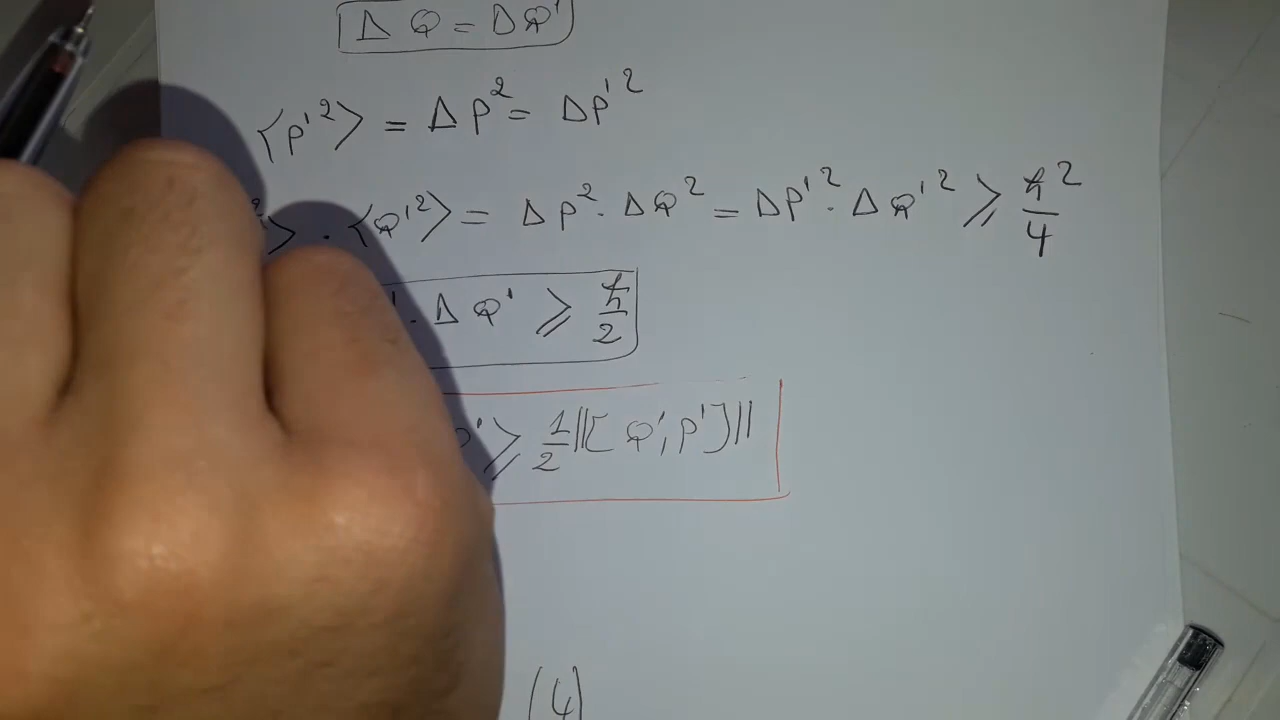 Δ Q = ΔQ'
⟨P'²⟩ = ΔP² = ΔP'²
²⟩ · ⟨Q'²⟩ = ΔP² · ΔQ² = ΔP'² · ΔQ'² ⩾ ħ²/4
' · ΔQ' ⩾ ħ/2
' ⩾ 1/2 ||[Q', P']||
(4)